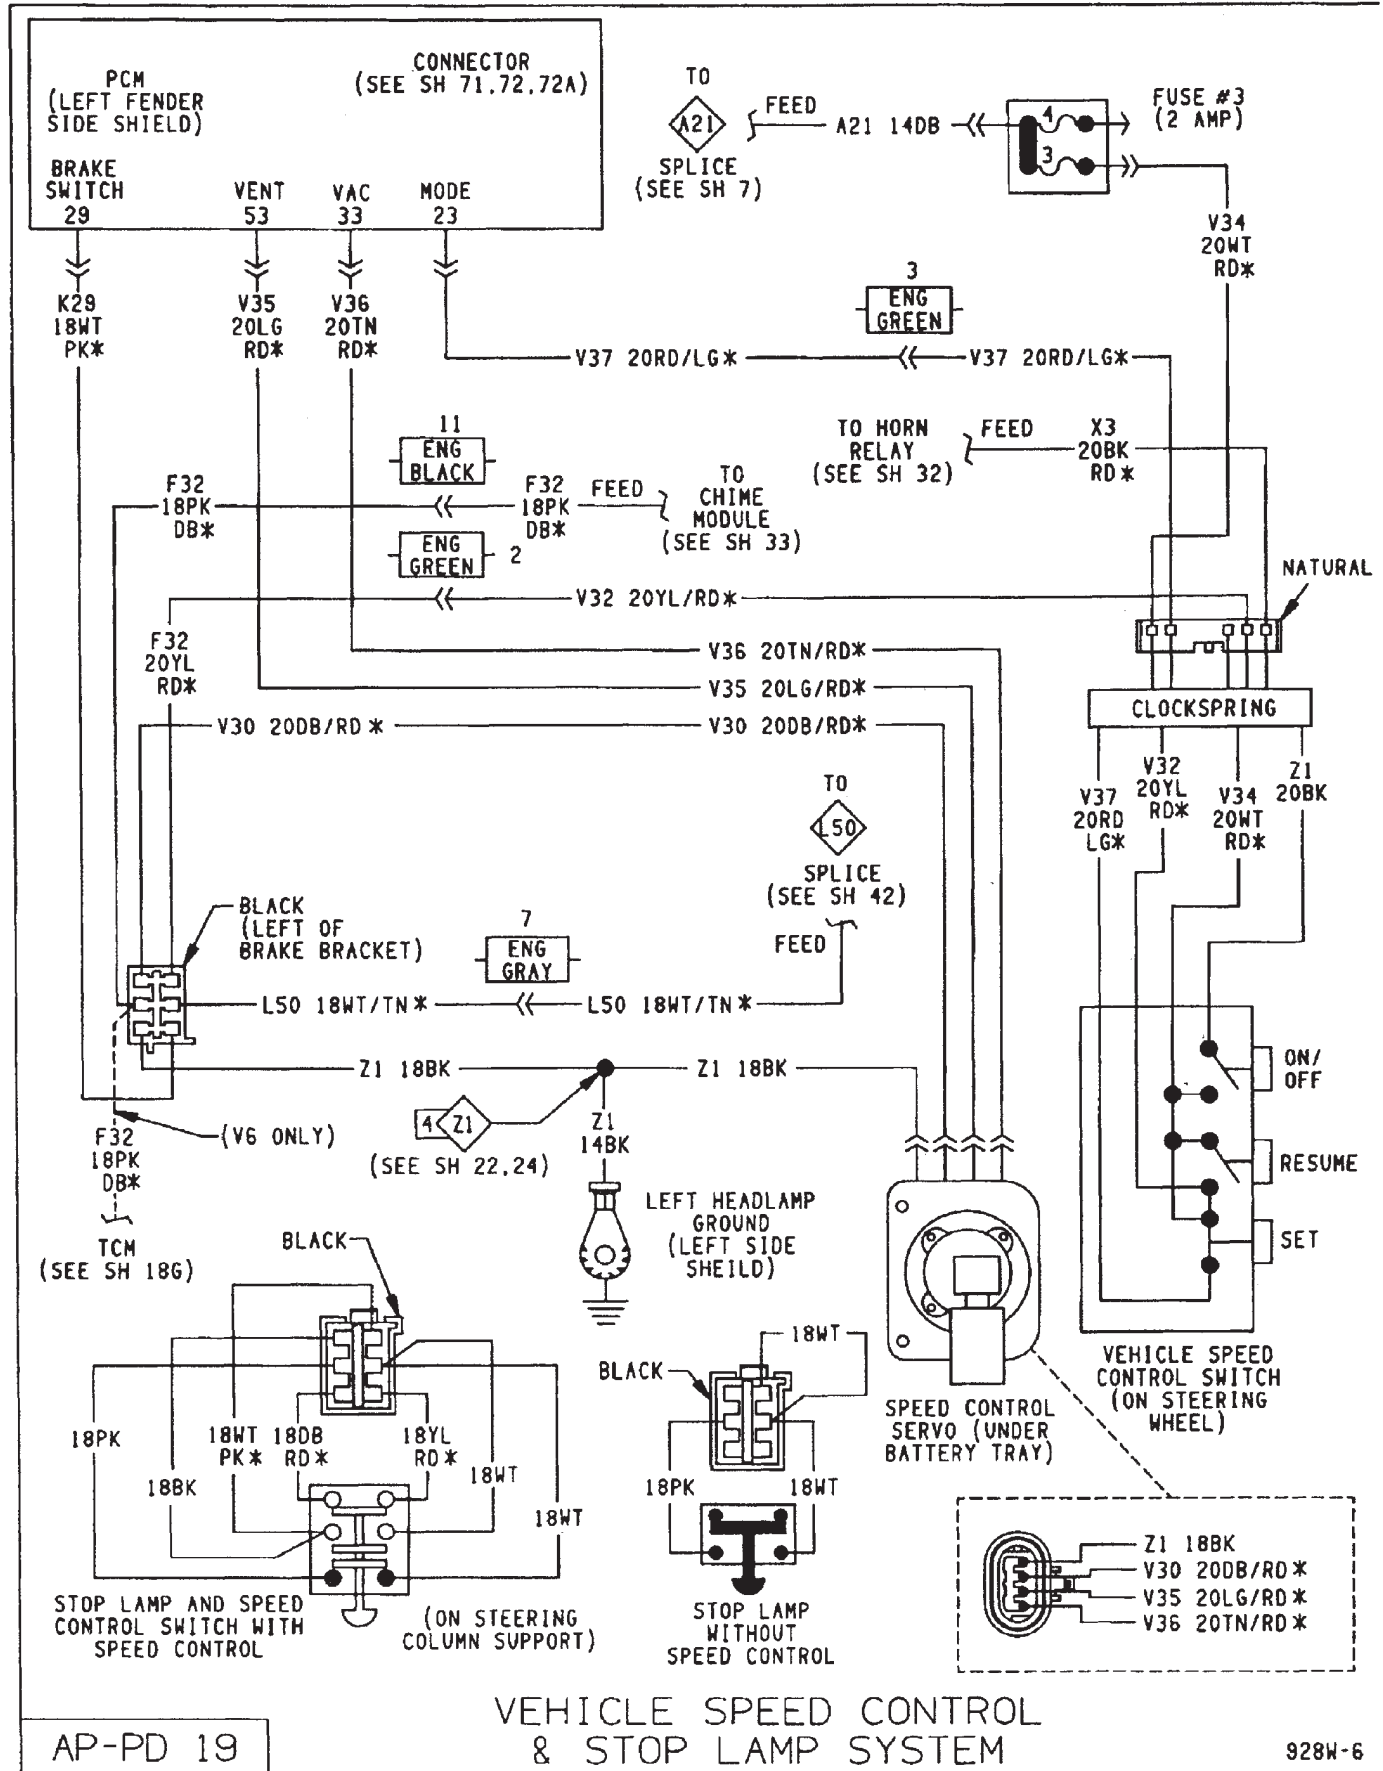 PCM
(LEFT FENDER
SIDE SHIELD)
CONNECTOR
(SEE SH 71,72,72A)
BRAKE
SWITCH
29
VENT
53
VAC
33
MODE
23
TO
A21
SPLICE
(SEE SH 7)
FEED
A21 14DB
4
3
FUSE #3
(2 AMP)
V34
20WT
RD*
K29
18WT
PK*
V35
20LG
RD*
V36
20TN
RD*
3
ENG
GREEN
V37 20RD/LG*
V37 20RD/LG*
11
ENG
BLACK
TO HORN
RELAY
(SEE SH 32)
FEED
X3
20BK
RD*
F32
18PK
DB*
F32
18PK
DB*
FEED
TO
CHIME
MODULE
(SEE SH 33)
ENG
GREEN
2
NATURAL
V32 20YL/RD*
F32
20YL
RD*
V36 20TN/RD*
V35 20LG/RD*
V30 20DB/RD*
V30 20DB/RD*
CLOCKSPRING
V37
20RD
LG*
V32
20YL
RD*
V34
20WT
RD*
Z1
20BK
TO
L50
SPLICE
(SEE SH 42)
FEED
BLACK
(LEFT OF
BRAKE BRACKET)
7
ENG
GRAY
L50 18WT/TN*
L50 18WT/TN*
Z1 18BK
Z1 18BK
ON/
OFF
RESUME
SET
(V6 ONLY)
4
Z1
(SEE SH 22,24)
Z1
14BK
F32
18PK
DB*
TCM
(SEE SH 18G)
LEFT HEADLAMP
GROUND
(LEFT SIDE
SHEILD)
BLACK
18WT
BLACK
VEHICLE SPEED
CONTROL SWITCH
(ON STEERING
WHEEL)
SPEED CONTROL
SERVO (UNDER
BATTERY TRAY)
18PK
18WT
PK*
18DB
RD*
18YL
RD*
18BK
18WT
18WT
18PK
18WT
Z1 18BK
V30 20DB/RD*
V35 20LG/RD*
V36 20TN/RD*
STOP LAMP AND SPEED
CONTROL SWITCH WITH
SPEED CONTROL
(ON STEERING
COLUMN SUPPORT)
STOP LAMP
WITHOUT
SPEED CONTROL
AP-PD 19
VEHICLE SPEED CONTROL
& STOP LAMP SYSTEM
928W-6